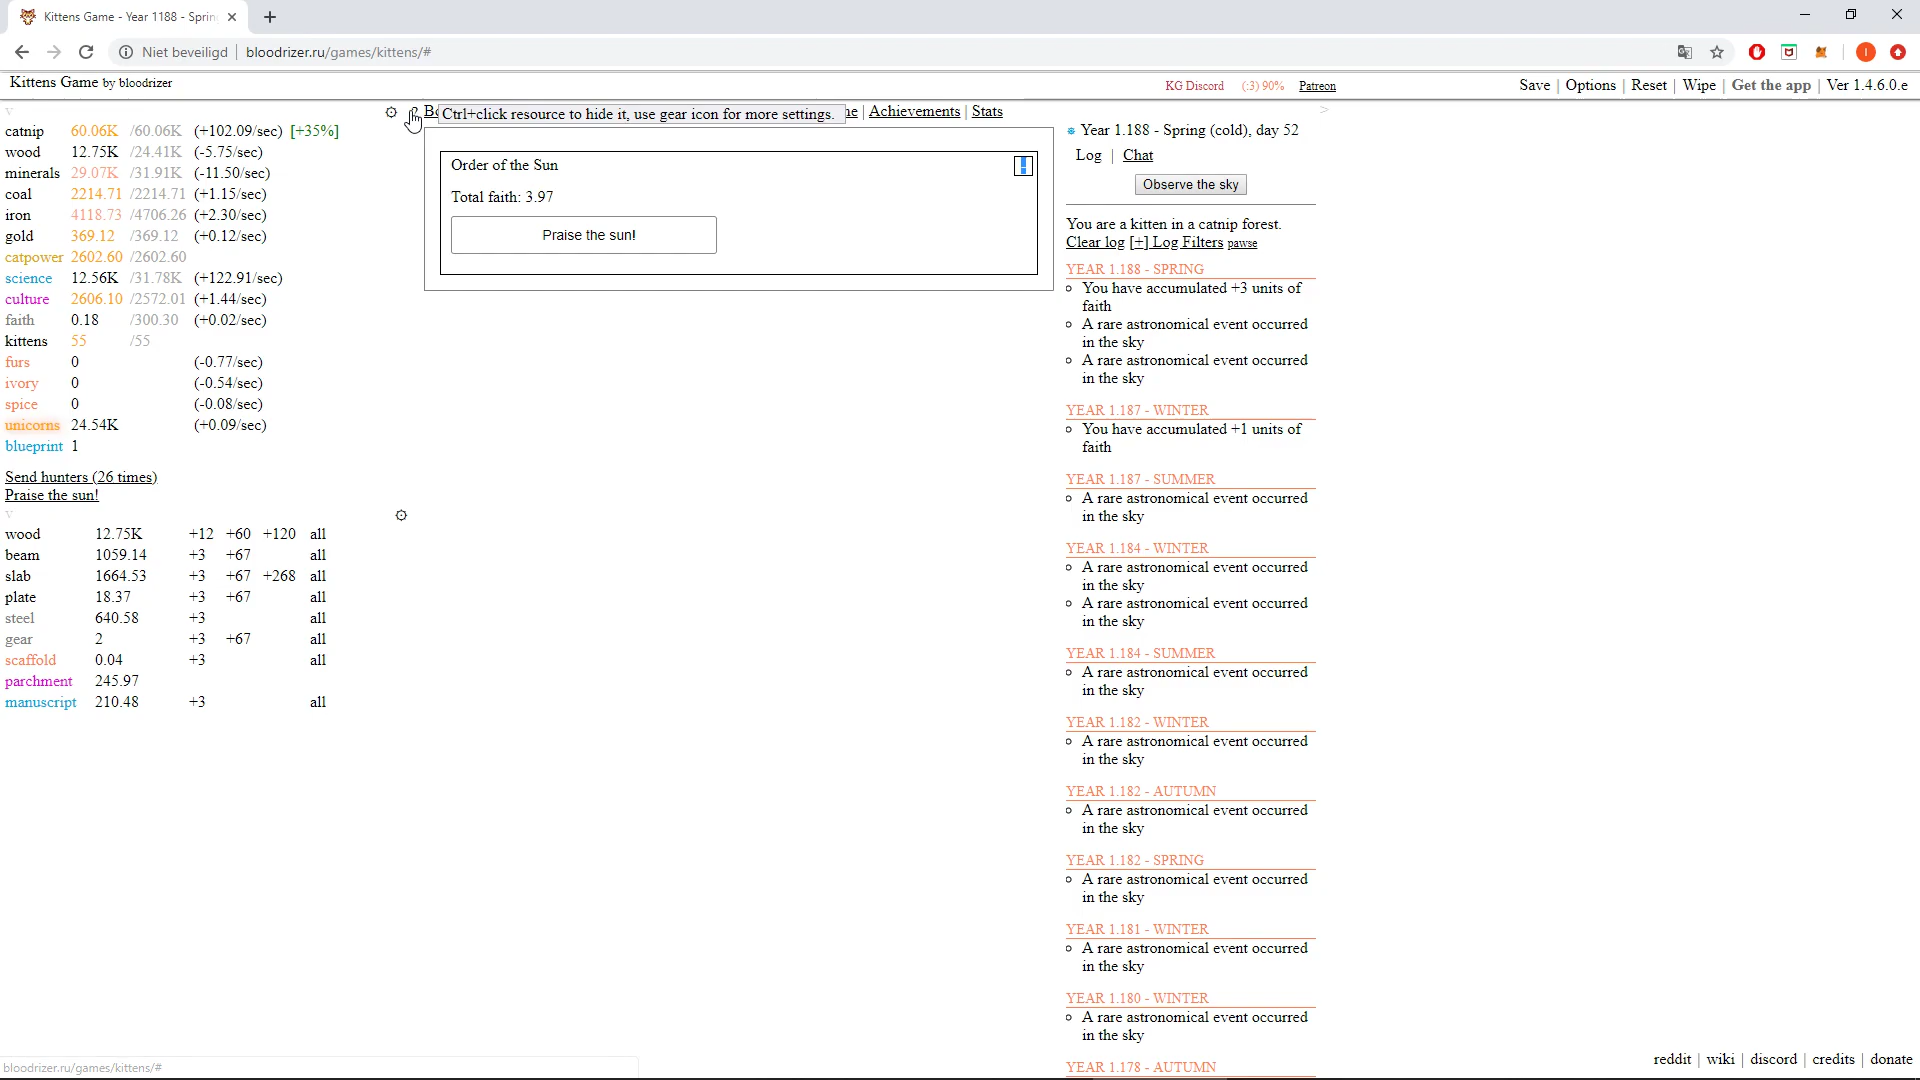 Kittens Game - Year 1188 - Sprin
Niet beveiligd | bloodrizer.ru/games/kittens/#
Kittens Game by bloodrizer
KG Discord (:3) 90% Patreon
Save | Options | Reset | Wipe | Get the app | Ver 1.4.6.0.e
v
Bo
Ctrl+click resource to hide it, use gear icon for more settings.
ne | Achievements | Stats
>
catnip 60.06K /60.06K (+102.09/sec) [+35%]
wood 12.75K /24.41K (-5.75/sec)
minerals 29.07K /31.91K (-11.50/sec)
coal 2214.71 /2214.71 (+1.15/sec)
iron 4118.73 /4706.26 (+2.30/sec)
gold 369.12 /369.12 (+0.12/sec)
catpower 2602.60 /2602.60
science 12.56K /31.78K (+122.91/sec)
culture 2606.10 /2572.01 (+1.44/sec)
faith 0.18 /300.30 (+0.02/sec)
kittens 55 /55
furs 0 (-0.77/sec)
ivory 0 (-0.54/sec)
spice 0 (-0.08/sec)
unicorns 24.54K (+0.09/sec)
blueprint 1
Send hunters (26 times)
Praise the sun!
v
wood 12.75K +12 +60 +120 all
beam 1059.14 +3 +67 all
slab 1664.53 +3 +67 +268 all
plate 18.37 +3 +67 all
steel 640.58 +3 all
gear 2 +3 +67 all
scaffold 0.04 +3 all
parchment 245.97
manuscript 210.48 +3 all
Order of the Sun
Total faith: 3.97
Praise the sun!
Year 1.188 - Spring (cold), day 52
Log | Chat
Observe the sky
You are a kitten in a catnip forest.
Clear log [+] Log Filters pawse
YEAR 1.188 - SPRING
You have accumulated +3 units of
faith
A rare astronomical event occurred
in the sky
A rare astronomical event occurred
in the sky
YEAR 1.187 - WINTER
You have accumulated +1 units of
faith
YEAR 1.187 - SUMMER
A rare astronomical event occurred
in the sky
YEAR 1.184 - WINTER
A rare astronomical event occurred
in the sky
A rare astronomical event occurred
in the sky
YEAR 1.184 - SUMMER
A rare astronomical event occurred
in the sky
YEAR 1.182 - WINTER
A rare astronomical event occurred
in the sky
YEAR 1.182 - AUTUMN
A rare astronomical event occurred
in the sky
YEAR 1.182 - SPRING
A rare astronomical event occurred
in the sky
YEAR 1.181 - WINTER
A rare astronomical event occurred
in the sky
YEAR 1.180 - WINTER
A rare astronomical event occurred
in the sky
YEAR 1.178 - AUTUMN
bloodrizer.ru/games/kittens/#
reddit | wiki | discord | credits | donate